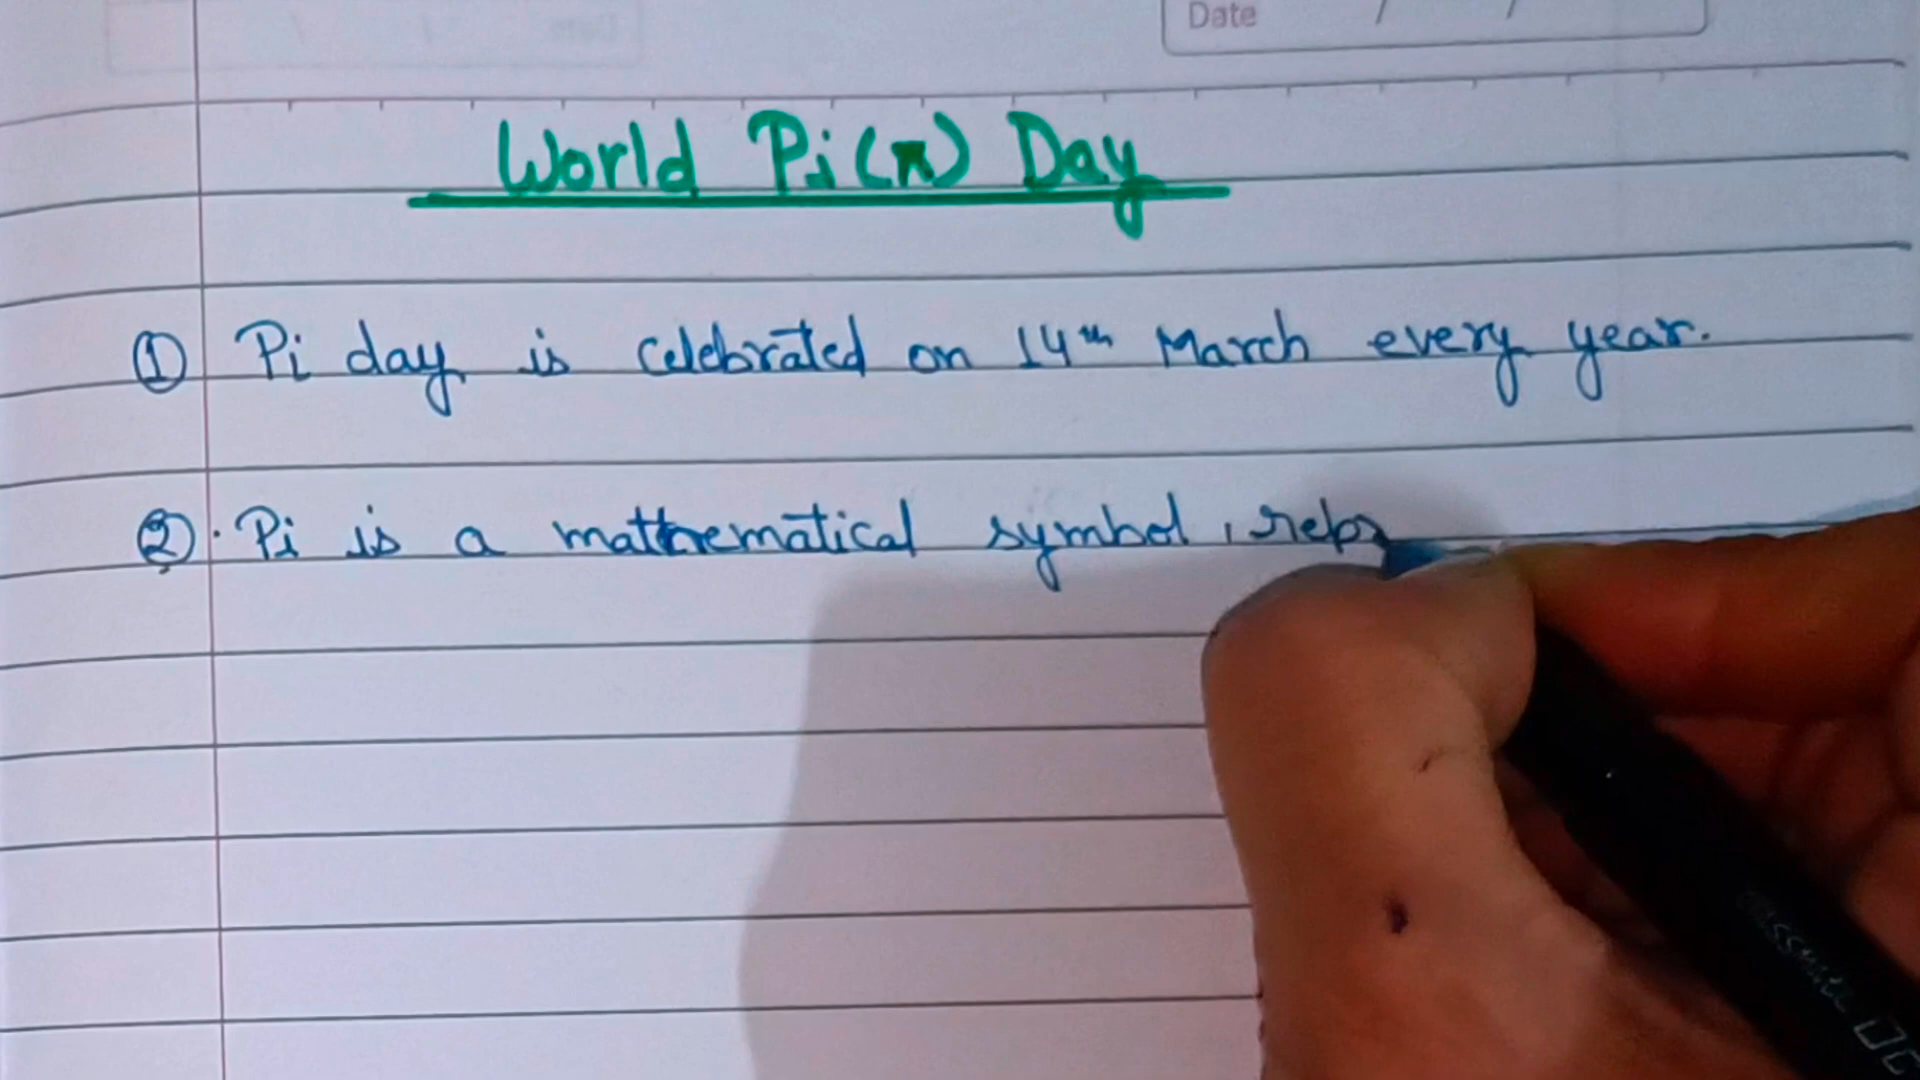 Date / /
World Pi(π) Day
① Pi day is celebrated on 14th March every year.
② . Pi is a mathematical symbol, repr